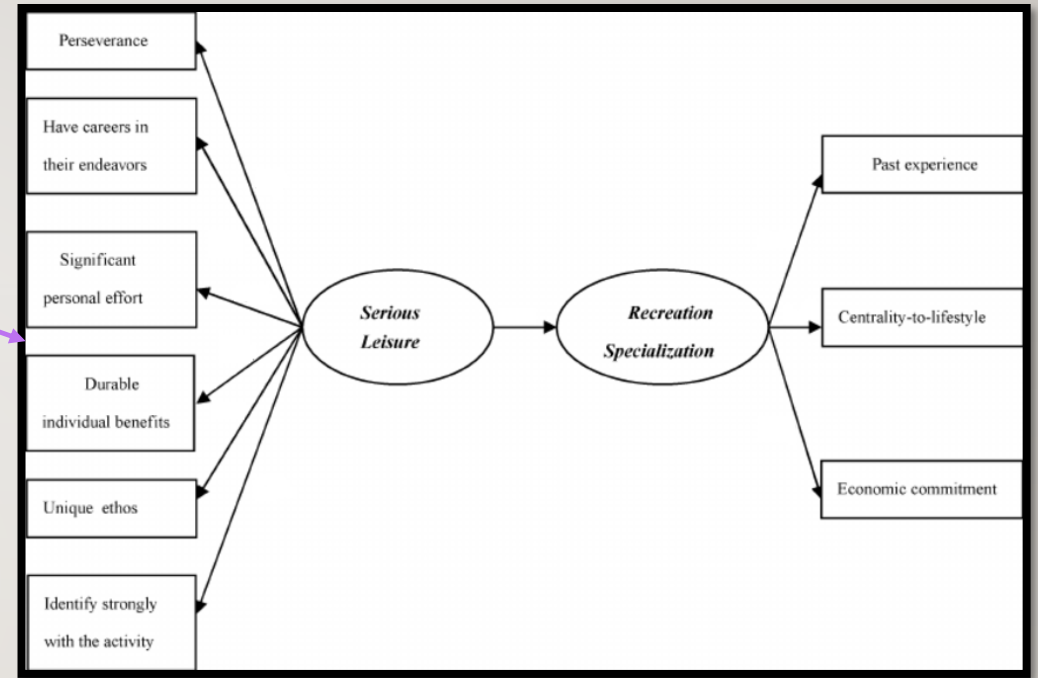 Perseverance
Have careers in
their endeavors
Significant
personal effort
Durable
individual benefits
Unique ethos
Identify strongly
with the activity
Serious
Leisure
Recreation
Specialization
Past experience
Centrality-to-lifestyle
Economic commitment